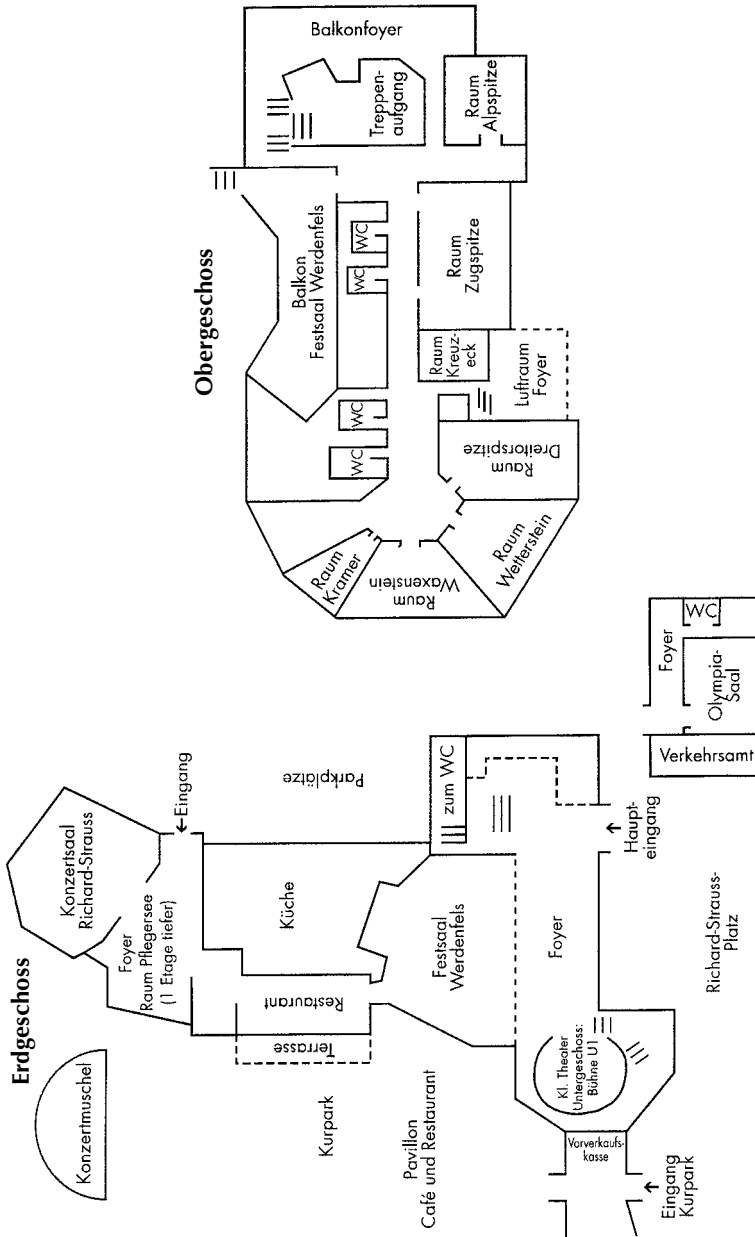 Erdgeschoss
Konzertmuschel
Konzertsaal
Richard-Strauss
Foyer
Raum Pflegersee
(1 Etage tiefer)
←Eingang
Küche
Restaurant
Terrasse
Parkplätze
Kurpark
Pavillon
Café und Restaurant
Festsaal
Werdenfels
zum WC
Foyer
Kl. Theater
Untergeschoss:
Bühne U1
Vorverkaufs-
kasse
Eingang
Kurpark
Haupt-
eingang
Richard-Strauss-
Platz
Verkehrsamt
Foyer
WC
Olympia-
Saal
Obergeschoss
Balkonfoyer
Treppen-
aufgang
Raum
Alpspitze
Balkon
Festsaal Werdenfels
WC
WC
WC
WC
Raum
Zugspitze
Raum
Kreuz-
eck
Luftraum
Foyer
Raum
Dreitorspitze
Raum
Wetterstein
Raum
Waxenstein
Raum
Kramer